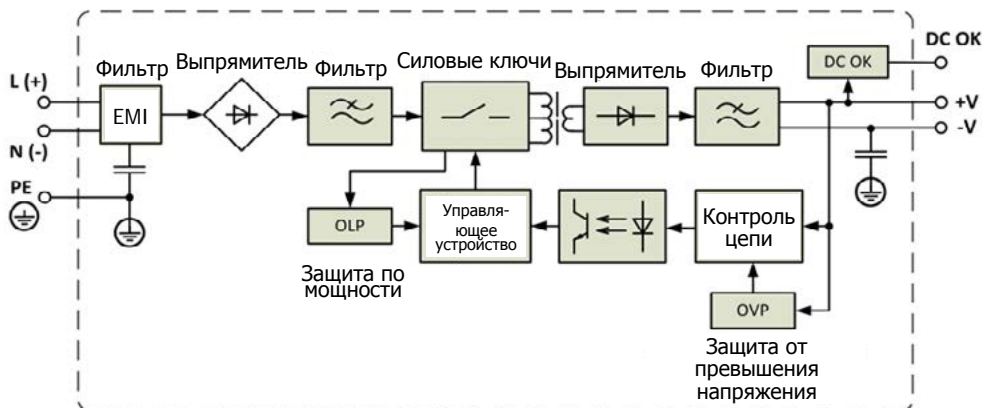 DC OK
DC OK
Фильтр
Выпрямитель
Фильтр
Силовые ключи
Выпрямитель
Фильтр
L (+)
EMI
+V
-V
N (-)
PE
OLP
Управля-
ющее
устройство
Контроль
цепи
Защита по
мощности
OVP
Защита от
превышения
напряжения